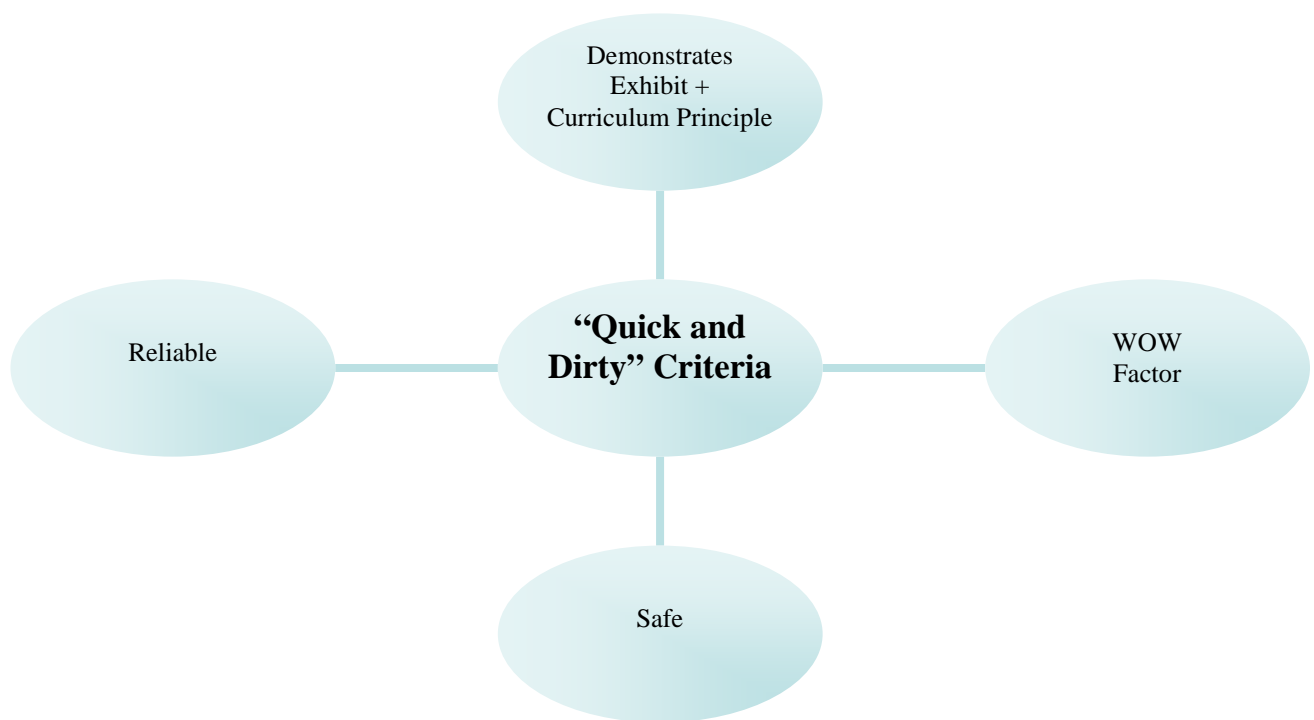 Demonstrates
Exhibit +
Curriculum Principle
Reliable
“Quick and
Dirty” Criteria
WOW
Factor
Safe